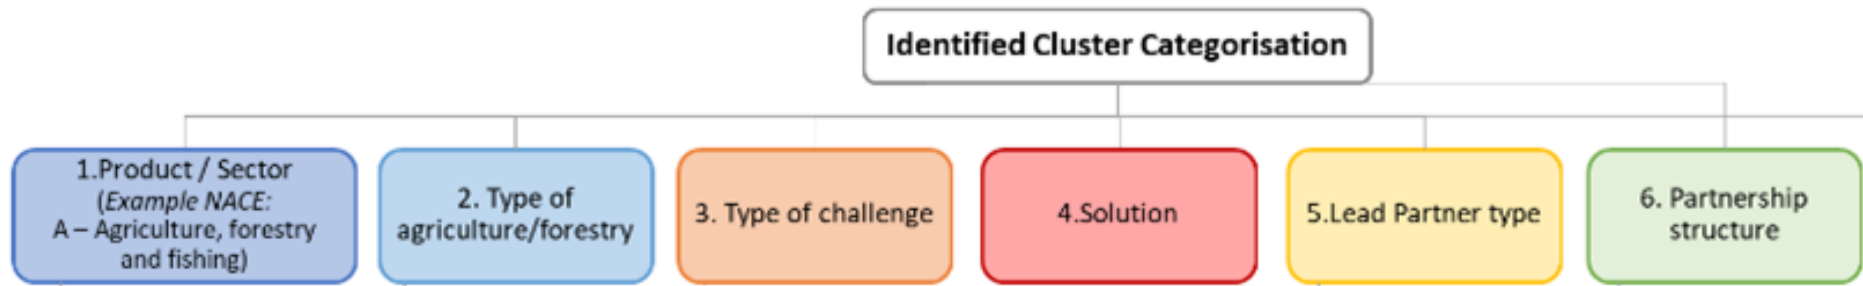 Identified Cluster Categorisation
1.Product / Sector
(Example NACE:
A – Agriculture, forestry
and fishing)
2. Type of
agriculture/forestry
3. Type of challenge
4.Solution
5.Lead Partner type
6. Partnership
structure